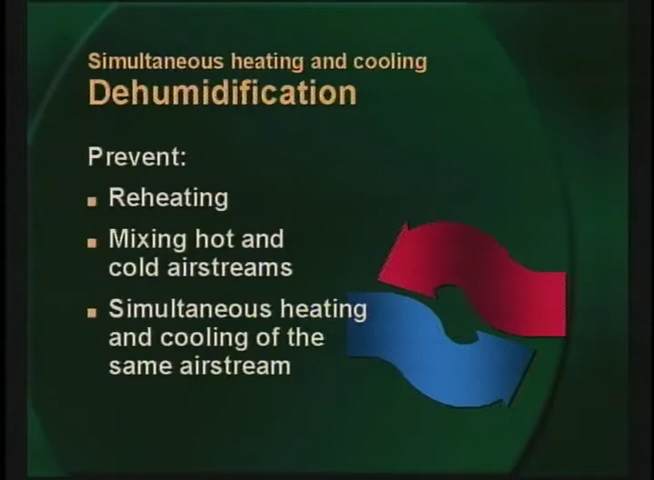 Simultaneous heating and cooling
Dehumidification
Prevent:
Reheating
Mixing hot and
cold airstreams
Simultaneous heating
and cooling of the
same airstream